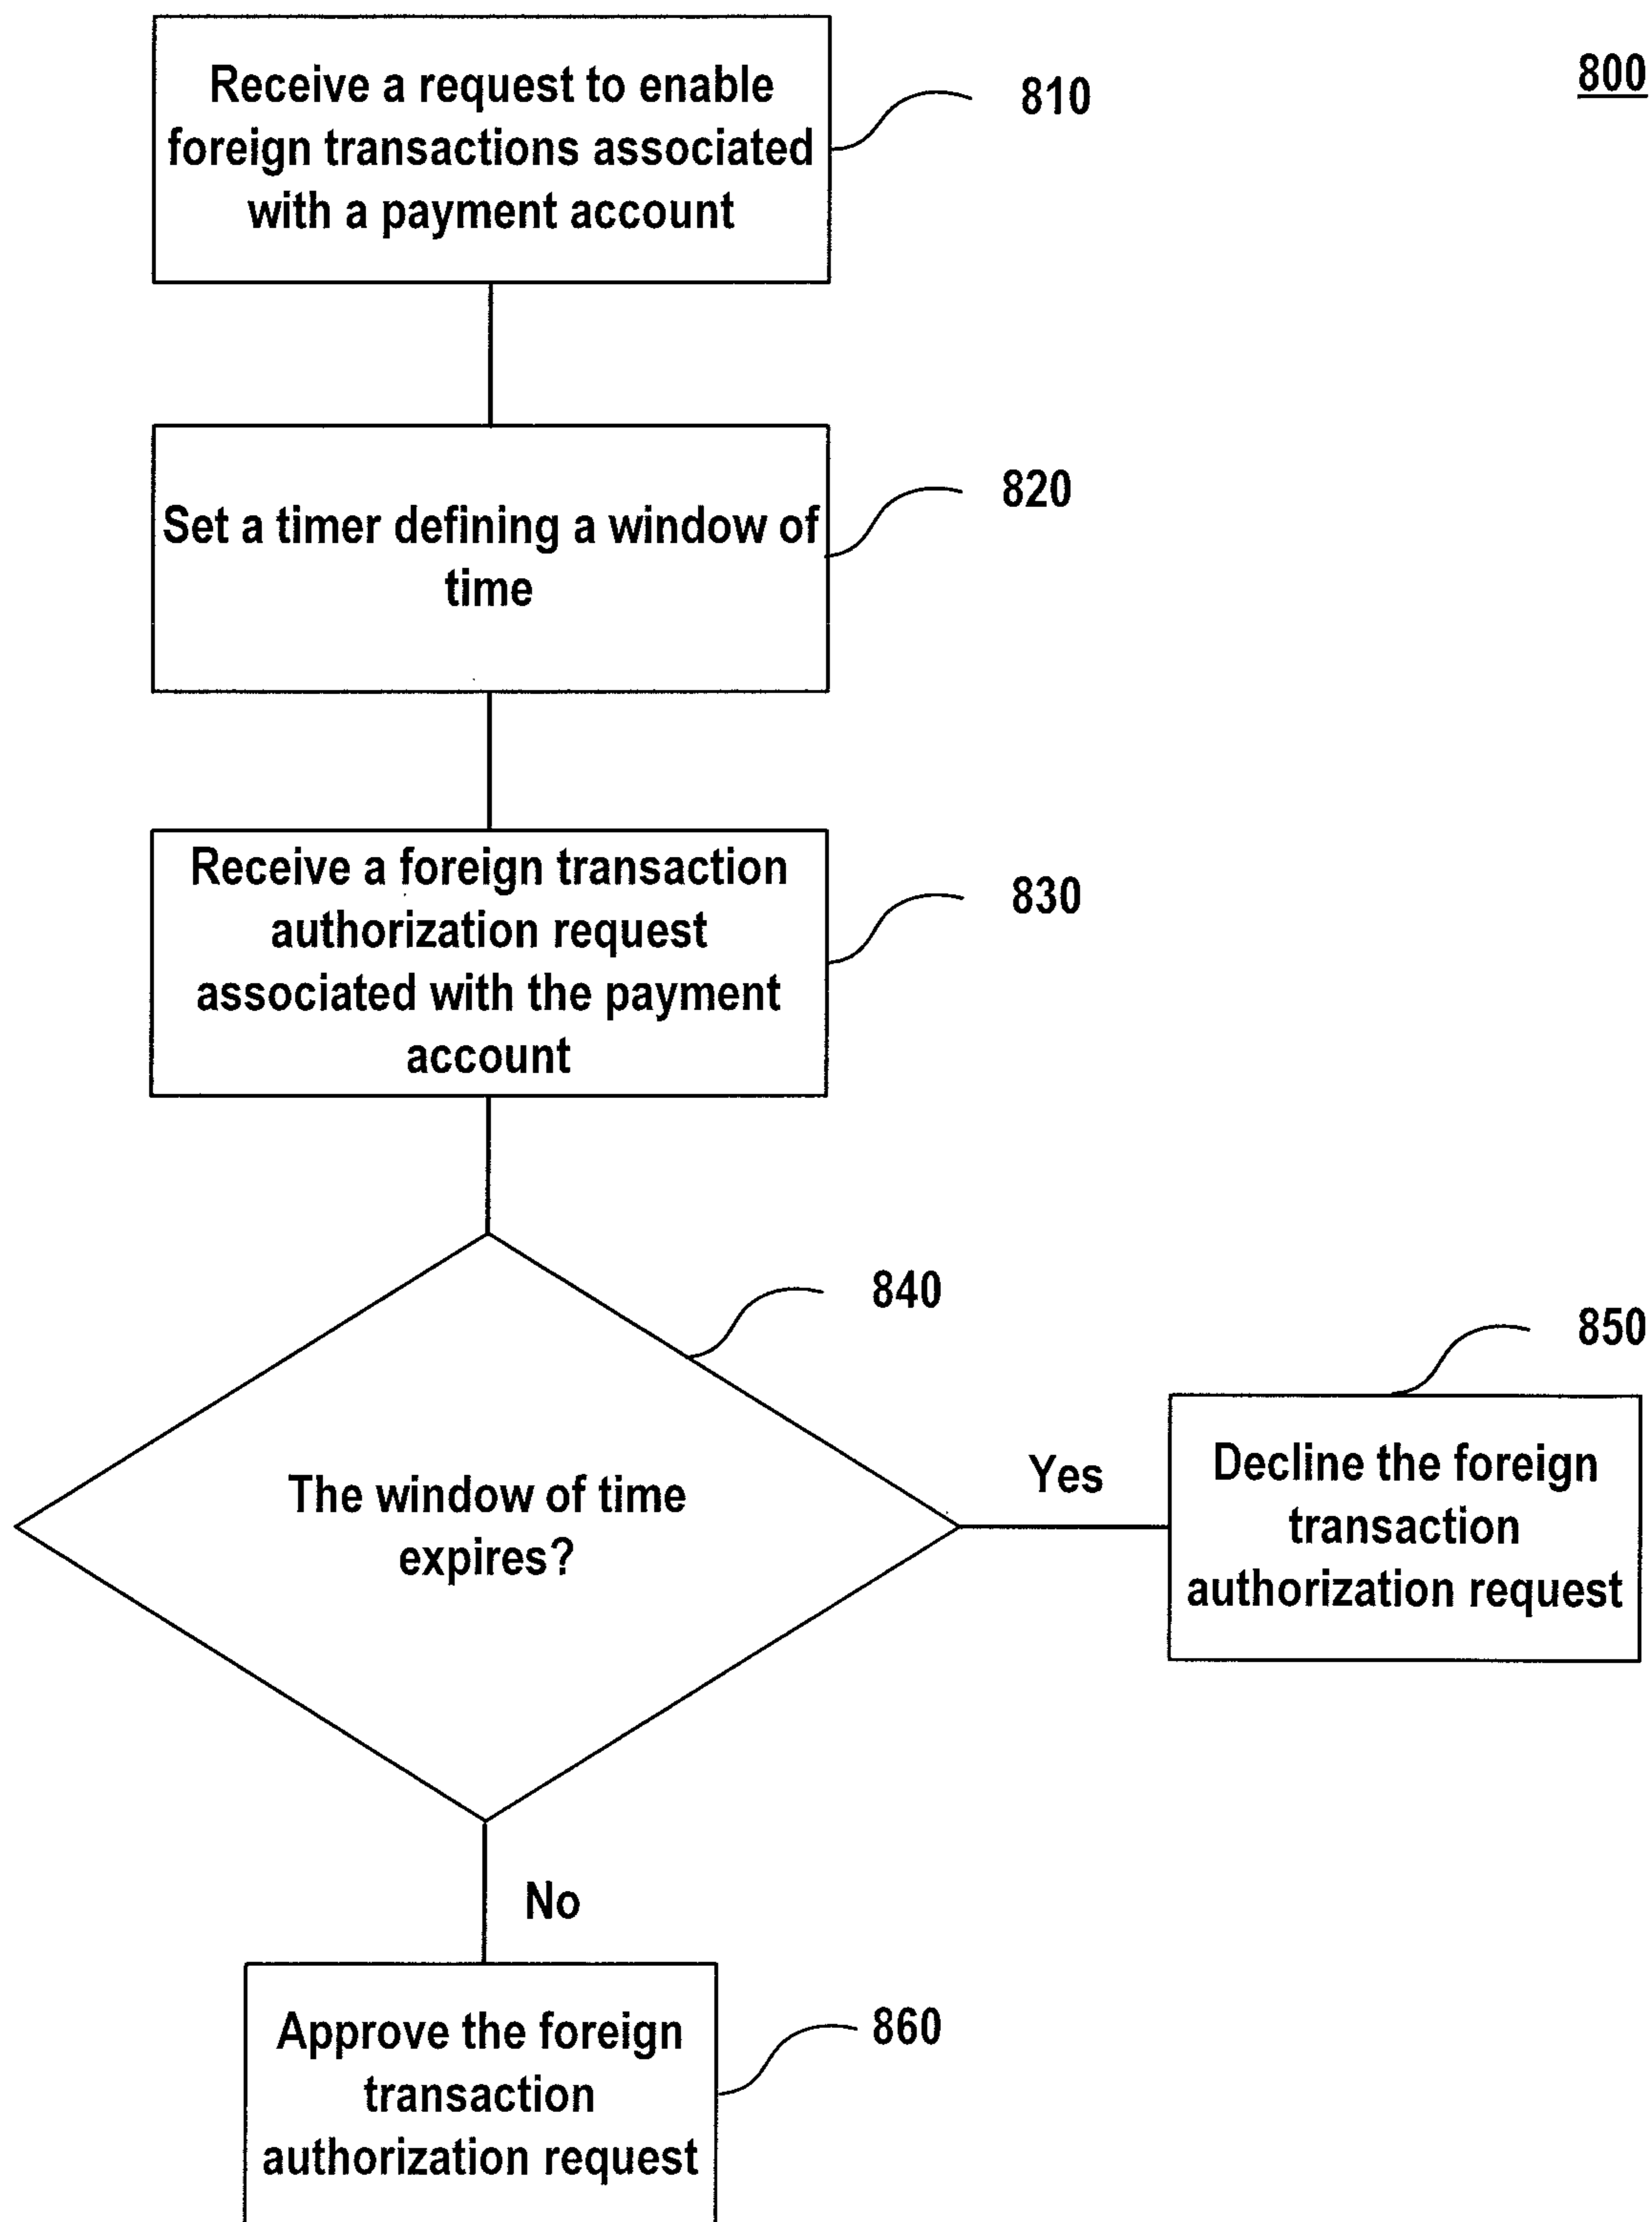 800
Receive a request to enable
foreign transactions associated
with a payment account
810
Set a timer defining a window of
time
820
Receive a foreign transaction
authorization request
associated with the payment
account
830
The window of time
expires?
840
Yes
Decline the foreign
transaction
authorization request
850
No
Approve the foreign
transaction
authorization request
860